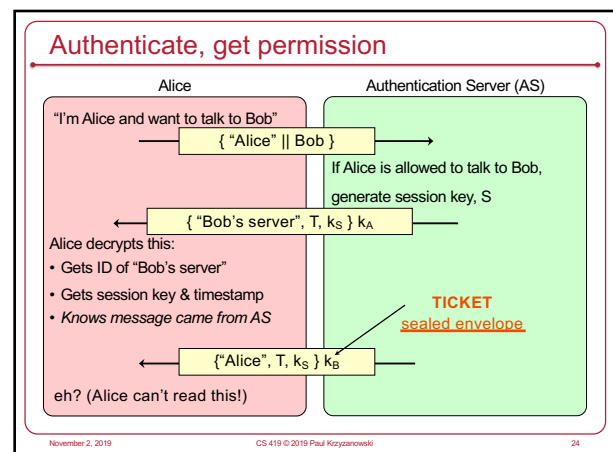 Authenticate, get permission
Alice
Authentication Server (AS)
“I’m Alice and want to talk to Bob”
{ “Alice” || Bob }
If Alice is allowed to talk to Bob,
generate session key, S
{ “Bob’s server”, T, kS } kA
Alice decrypts this:
• Gets ID of “Bob’s server”
• Gets session key & timestamp
• Knows message came from AS
TICKET
sealed envelope
{“Alice”, T, kS } kB
eh? (Alice can’t read this!)
November 2, 2019
CS 419 © 2019 Paul Krzyzanowski
24